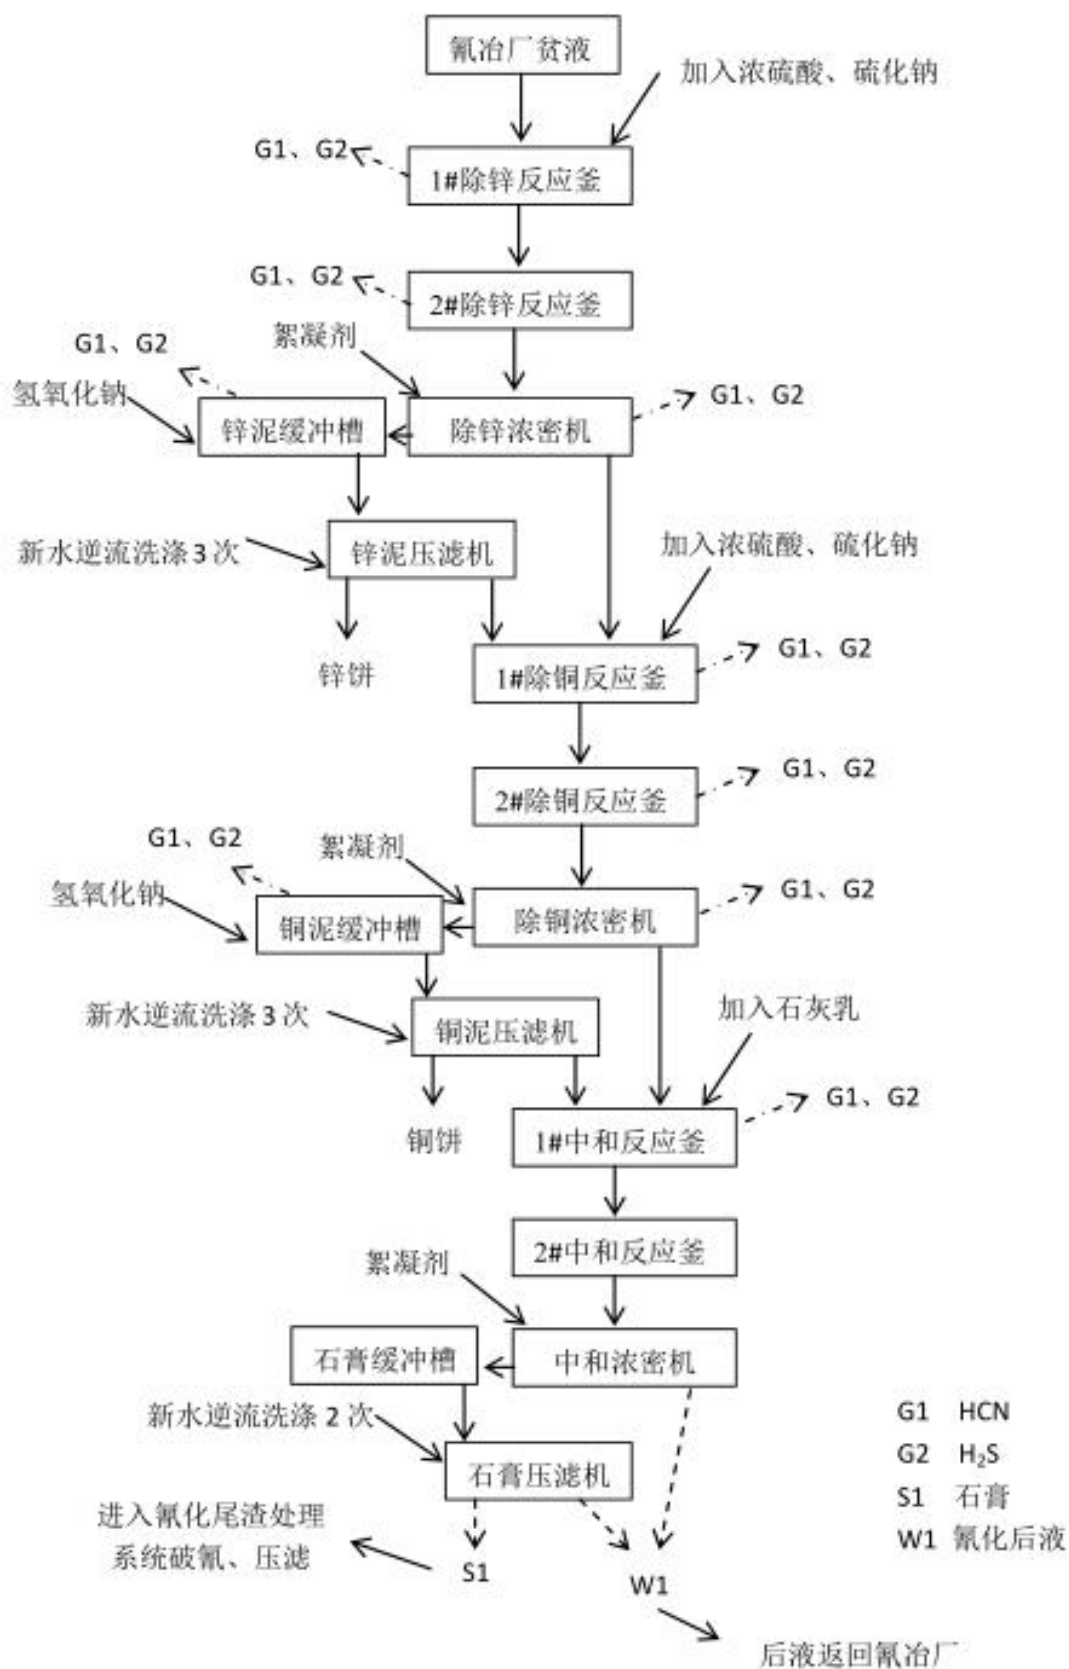 氰冶厂贫液
加入浓硫酸、硫化钠
G1、G2
1#除锌反应釜
G1、G2
2#除锌反应釜
絮凝剂
G1、G2
氢氧化钠
G1、G2
锌泥缓冲槽
除锌浓密机
新水逆流洗涤 3 次
锌泥压滤机
加入浓硫酸、硫化钠
锌饼
1#除铜反应釜
G1、G2
2#除铜反应釜
G1、G2
G1、G2
絮凝剂
氢氧化钠
G1、G2
铜泥缓冲槽
除铜浓密机
新水逆流洗涤 3 次
铜泥压滤机
加入石灰乳
G1、G2
铜饼
1#中和反应釜
2#中和反应釜
絮凝剂
石膏缓冲槽
中和浓密机
新水逆流洗涤 2 次
石膏压滤机
G1 HCN
G2 H₂S
S1 石膏
W1 氰化后液
进入氰化尾渣处理
系统破氰、压滤
S1
W1
后液返回氰冶厂